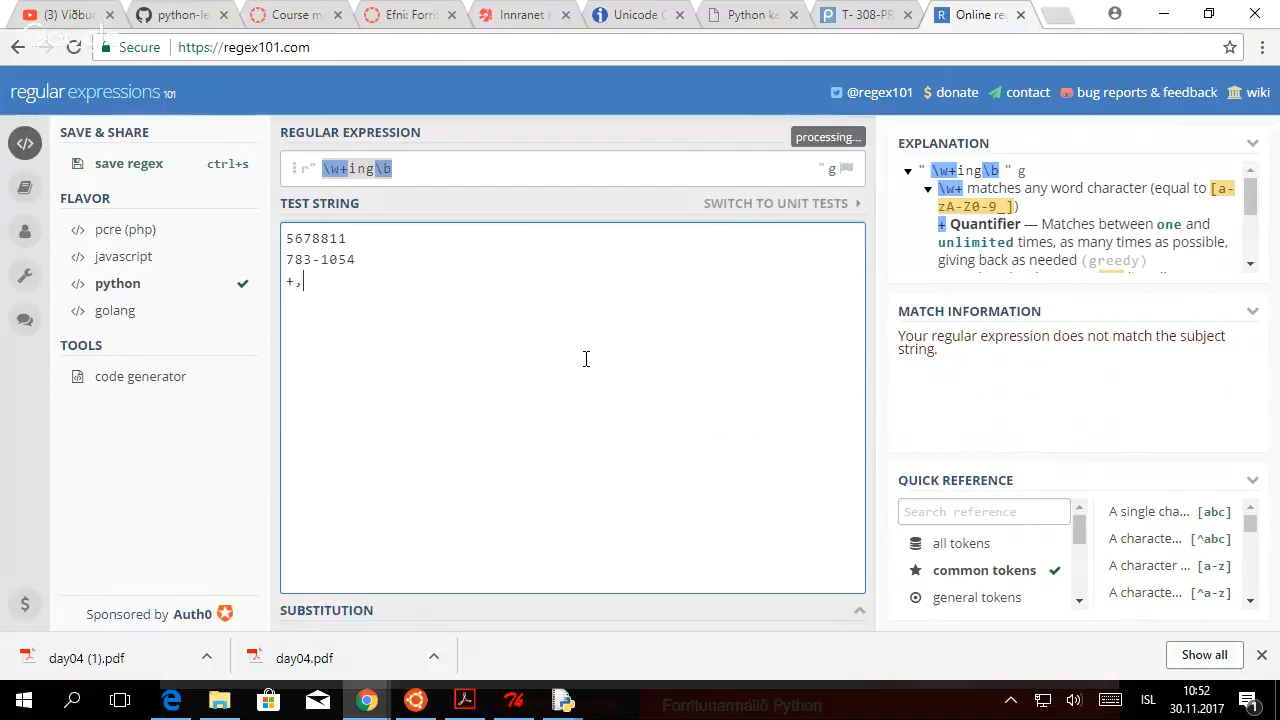 (3) Viðbur
python-le
Course m
Efni: Forri
Innranet
Unicode C
Python ke
T- 308-PR
Online re
Google
Secure
https://regex101.com
regular expressions 101
@regex101
donate
contact
bug reports & feedback
wiki
SAVE & SHARE
save regex
ctrl+s
FLAVOR
</> pcre (php)
</> javascript
</> python
</> golang
TOOLS
code generator
Sponsored by Auth0
REGULAR EXPRESSION
processing...
r" \w+ing\b " g
TEST STRING
SWITCH TO UNIT TESTS
5678811
783-1054
+,
SUBSTITUTION
EXPLANATION
" \w+ing\b " g
\w+ matches any word character (equal to [a-
zA-Z0-9_])
+ Quantifier — Matches between one and
unlimited times, as many times as possible,
giving back as needed (greedy)
MATCH INFORMATION
Your regular expression does not match the subject
string.
QUICK REFERENCE
Search reference
all tokens
common tokens
general tokens
A single cha... [abc]
A characte... [^abc]
A character ... [a-z]
A characte... [^a-z]
day04 (1).pdf
day04.pdf
Show all
ISL
10:52
30.11.2017
1
Forritunarmálið Python